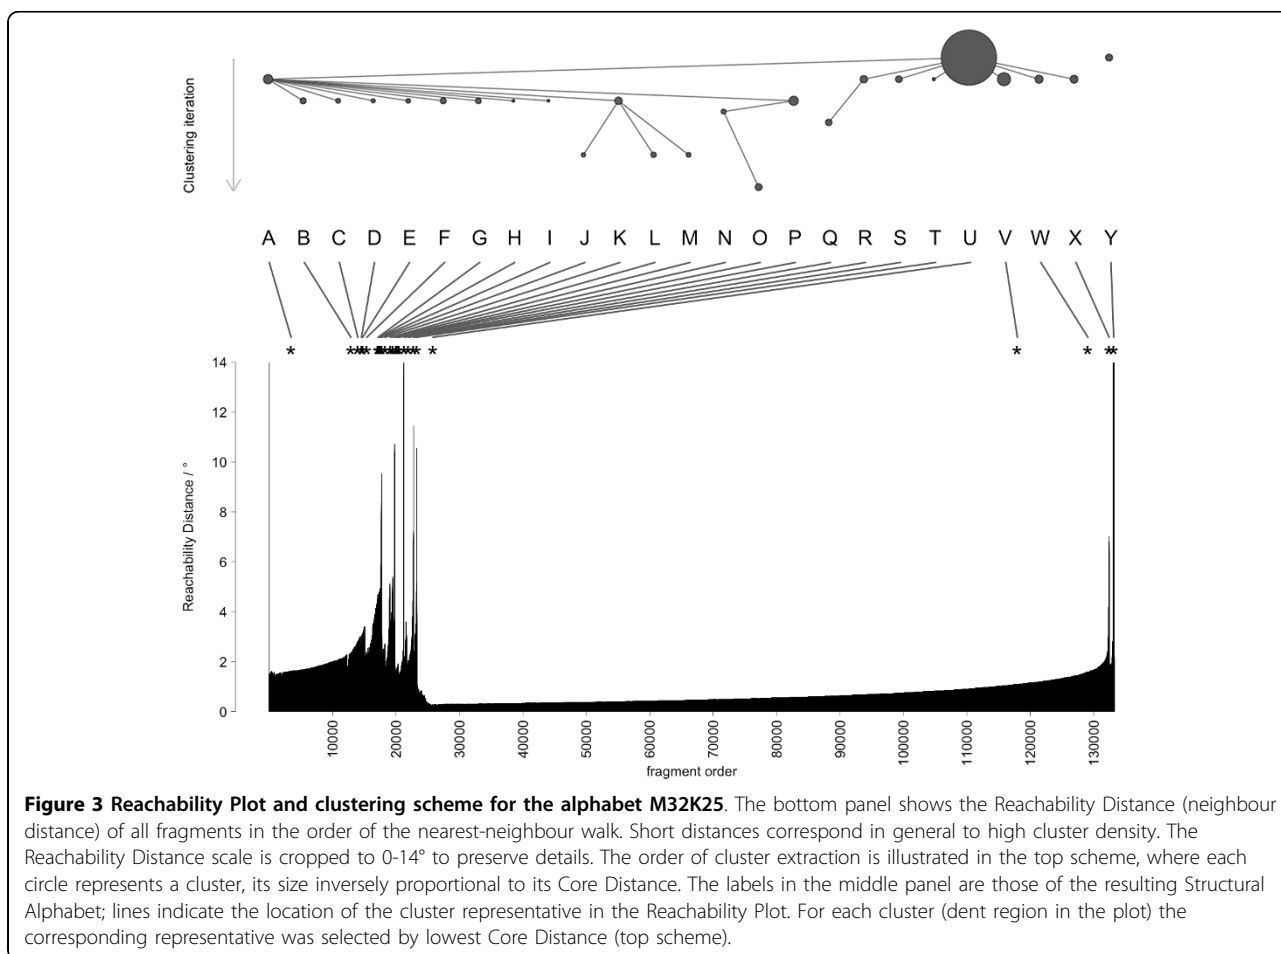 Clustering iteration
A B C D E F G H I J K L M N O P Q R S T U V W X Y
* * * * * * * * * *
14
12
10
8
6
4
2
0
Reachability Distance / °
10000 20000 30000 40000 50000 60000 70000 80000 90000 100000 110000 120000 130000
fragment order
Figure 3 Reachability Plot and clustering scheme for the alphabet M32K25. The bottom panel shows the Reachability Distance (neighbour
distance) of all fragments in the order of the nearest-neighbour walk. Short distances correspond in general to high cluster density. The
Reachability Distance scale is cropped to 0-14° to preserve details. The order of cluster extraction is illustrated in the top scheme, where each
circle represents a cluster, its size inversely proportional to its Core Distance. The labels in the middle panel are those of the resulting Structural
Alphabet; lines indicate the location of the cluster representative in the Reachability Plot. For each cluster (dent region in the plot) the
corresponding representative was selected by lowest Core Distance (top scheme).